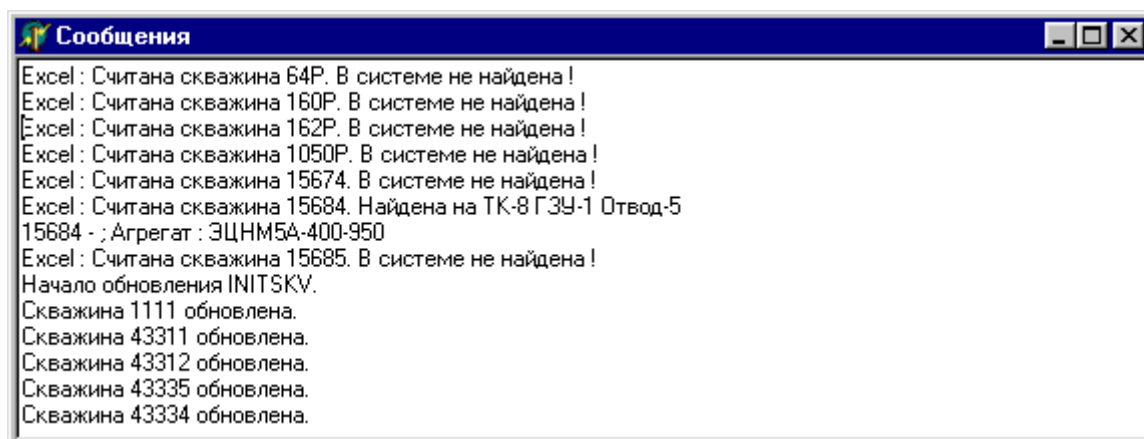 Сообщения
Excel : Считана скважина 64Р. В системе не найдена !
Excel : Считана скважина 160Р. В системе не найдена !
Excel : Считана скважина 162Р. В системе не найдена !
Excel : Считана скважина 1050Р. В системе не найдена !
Excel : Считана скважина 15674. В системе не найдена !
Excel : Считана скважина 15684. Найдена на ТК-8 ГЗУ-1 Отвод-5
15684 - ; Агрегат : ЭЦНМ5А-400-950
Excel : Считана скважина 15685. В системе не найдена !
Начало обновления INITSKV.
Скважина 1111 обновлена.
Скважина 43311 обновлена.
Скважина 43312 обновлена.
Скважина 43335 обновлена.
Скважина 43334 обновлена.